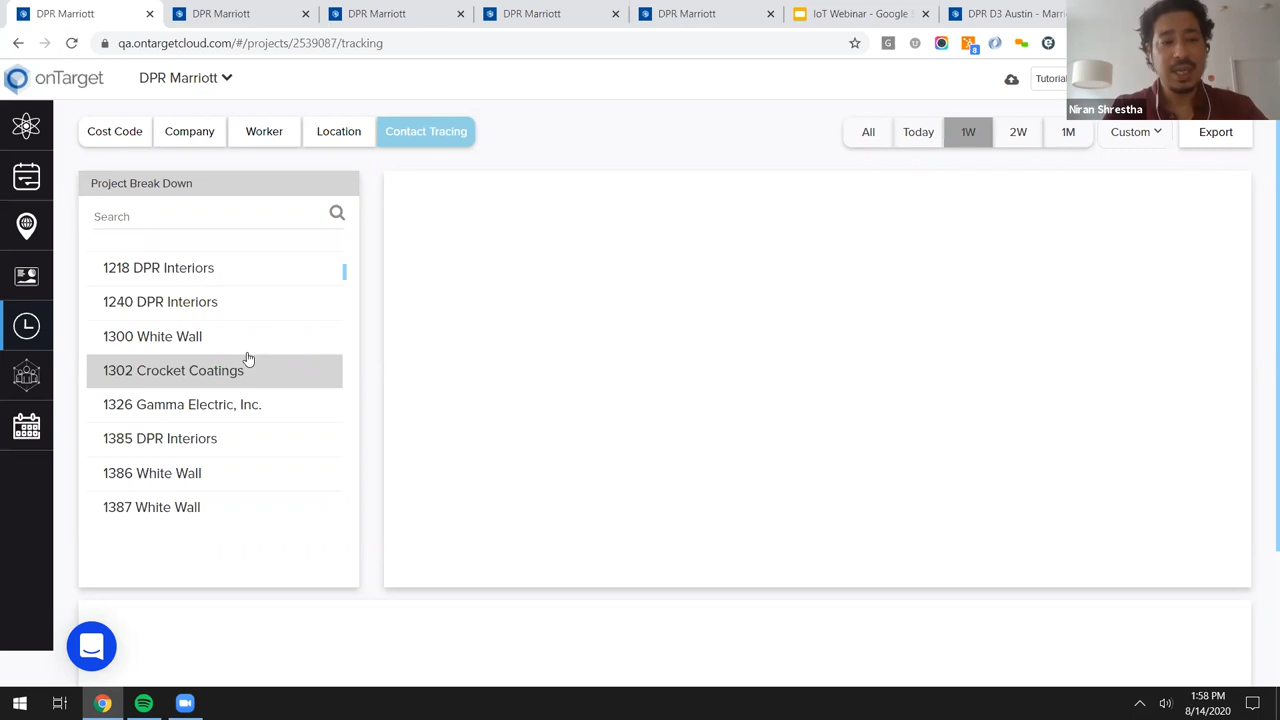 DPR Marriott
DPR Marriott
DPR Marriott
DPR Marriott
DPR Marriott
IoT Webinar - Google S
DPR D3 Austin - Marri
qa.ontargetcloud.com/#/projects/2539087/tracking
8
onTarget
DPR Marriott
Tutorial
Niran Shrestha
Cost Code
Company
Worker
Location
Contact Tracing
All
Today
1W
2W
1M
Custom
Export
Project Break Down
Search
1218 DPR Interiors
1240 DPR Interiors
1300 White Wall
1302 Crocket Coatings
1326 Gamma Electric, Inc.
1385 DPR Interiors
1386 White Wall
1387 White Wall
1:58 PM
8/14/2020